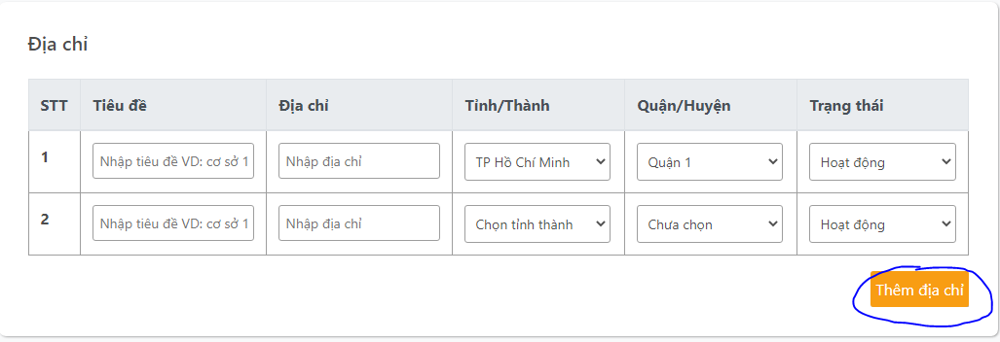 Địa chỉ
STT Tiêu đề Địa chỉ Tỉnh/Thành Quận/Huyện Trạng thái
1 Nhập tiêu đề VD: cơ sở 1 Nhập địa chỉ TP Hồ Chí Minh Quận 1 Hoạt động
2 Nhập tiêu đề VD: cơ sở 1 Nhập địa chỉ Chọn tỉnh thành Chưa chọn Hoạt động
Thêm địa chỉ